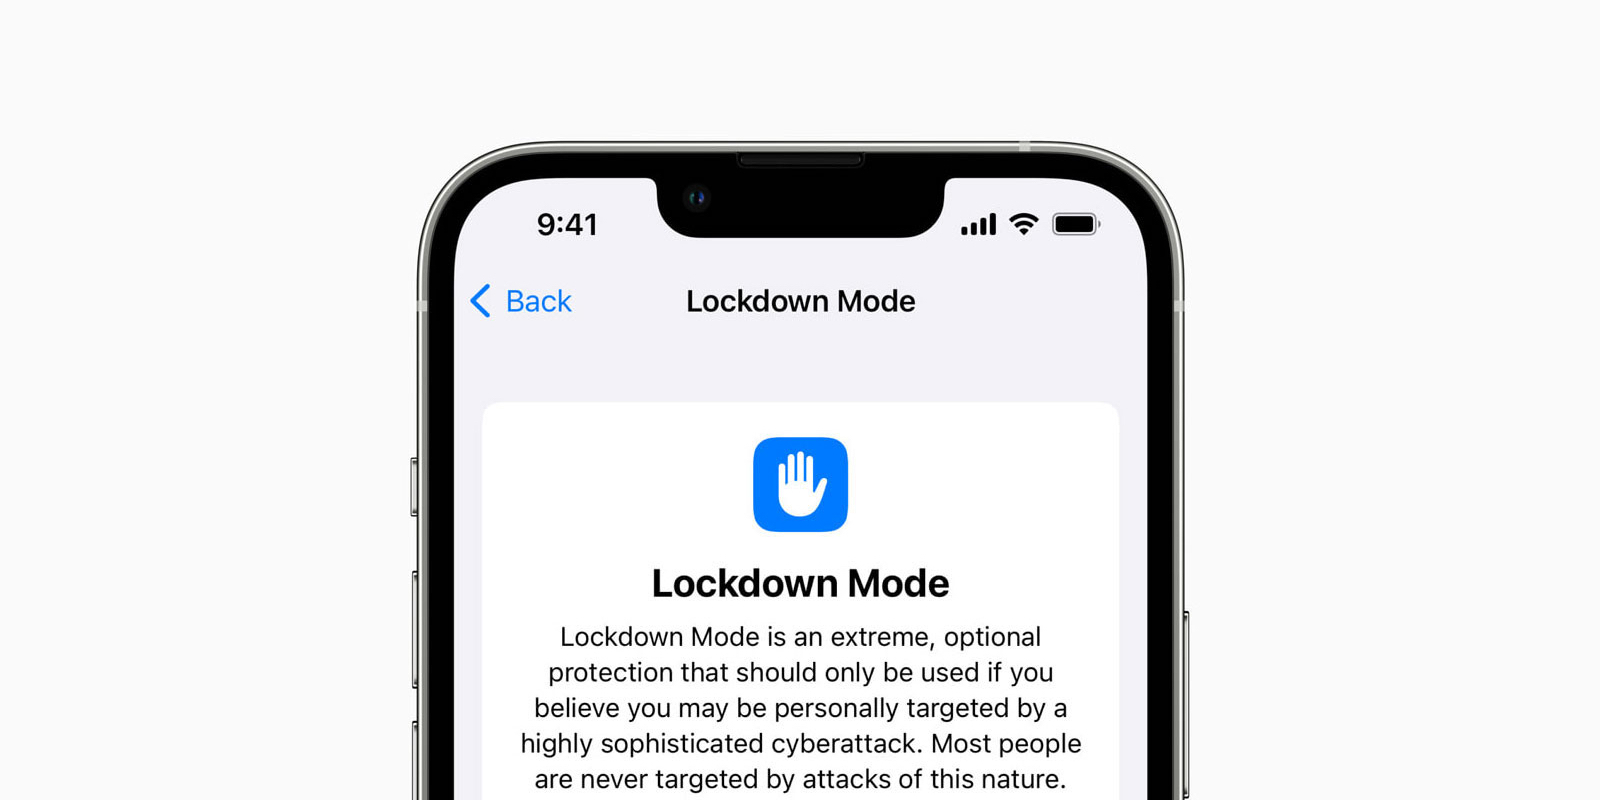 9:41
Back
Lockdown Mode
Lockdown Mode
Lockdown Mode is an extreme, optional
protection that should only be used if you
believe you may be personally targeted by a
highly sophisticated cyberattack. Most people
are never targeted by attacks of this nature.